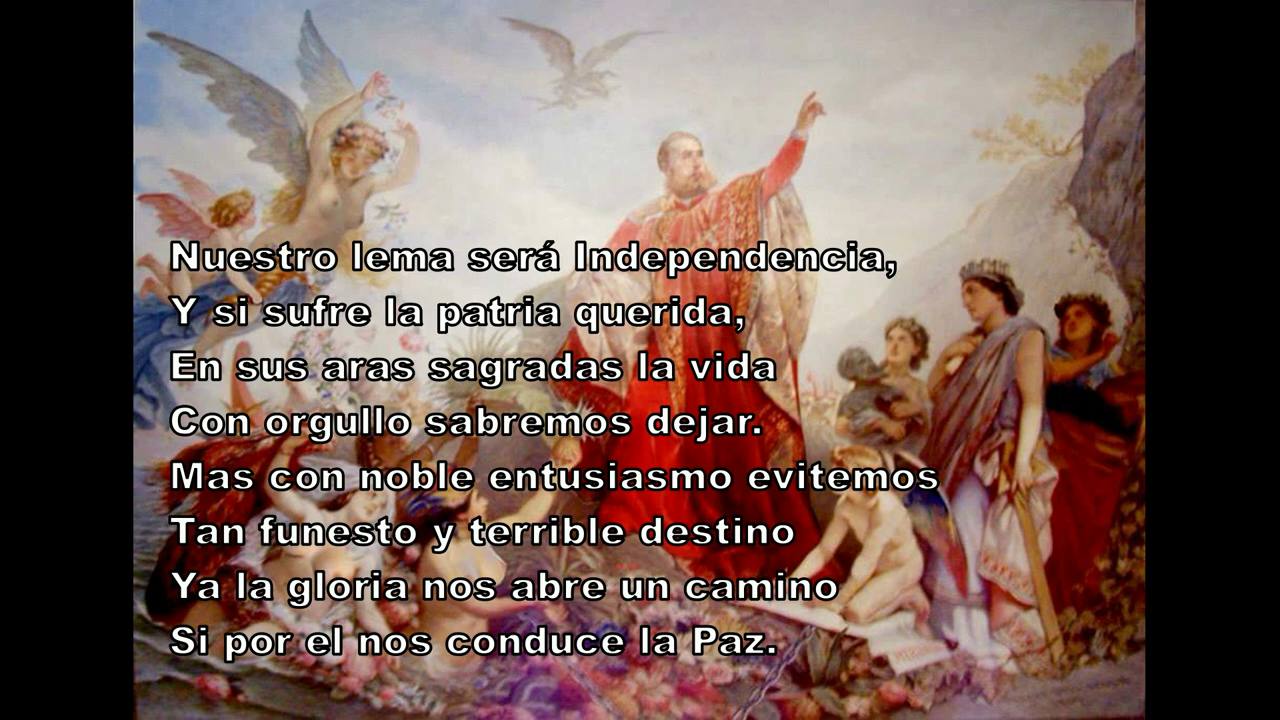 Nuestro lema será Independencia,
Y si sufre la patria querida,
En sus aras sagradas la vida
Con orgullo sabremos dejar.
Mas con noble entusiasmo evitemos
Tan funesto y terrible destino
Ya la gloria nos abre un camino
Si por el nos conduce la Paz.